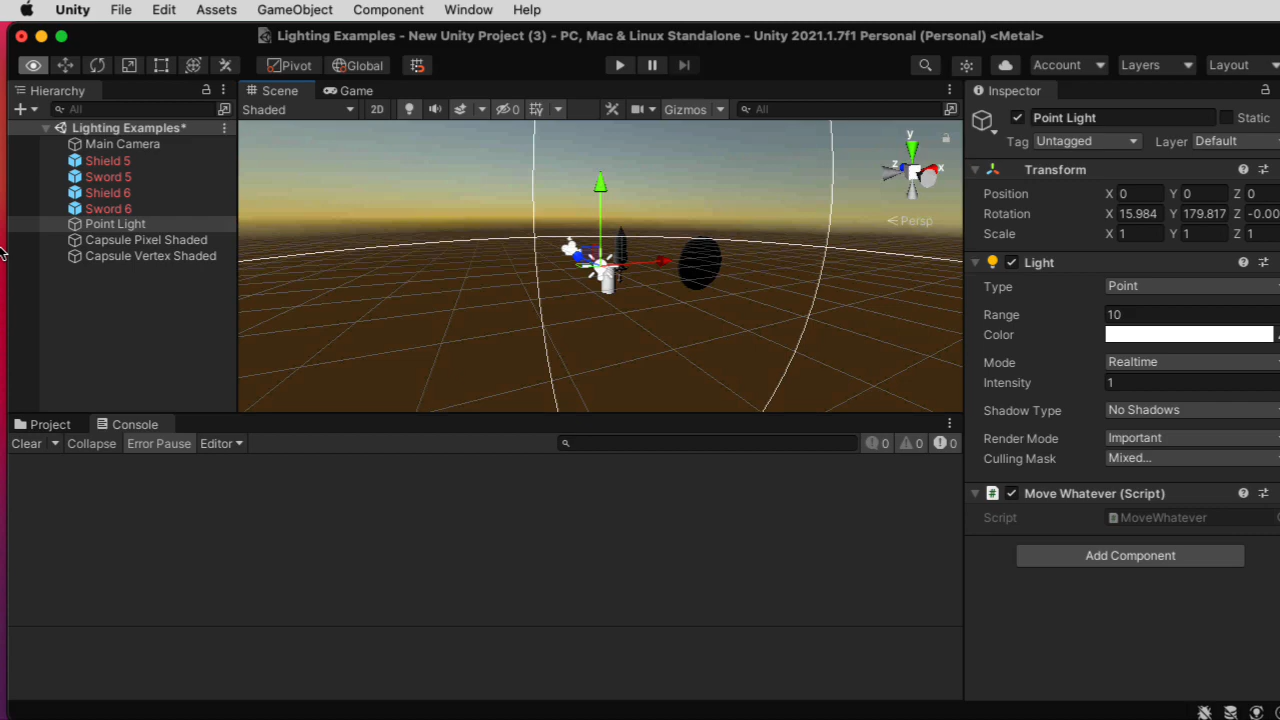 Unity File Edit Assets GameObject Component Window Help
Lighting Examples - New Unity Project (3) - PC, Mac & Linux Standalone - Unity 2021.1.7f1 Personal (Personal) <Metal>
Pivot Global Account Layers Layout
Hierarchy
All
Lighting Examples*
Main Camera
Shield 5
Sword 5
Shield 6
Sword 6
Point Light
Capsule Pixel Shaded
Capsule Vertex Shaded
Scene Game
Shaded 2D 0 Gizmos All
y
z x
Persp
Inspector
Point Light Static
Tag Untagged Layer Default
Transform
Position X 0 Y 0 Z 0
Rotation X 15.984 Y 179.817 Z -0.00
Scale X 1 Y 1 Z 1
Light
Type Point
Range 10
Color
Mode Realtime
Intensity 1
Shadow Type No Shadows
Render Mode Important
Culling Mask Mixed...
# Move Whatever (Script)
Script MoveWhatever
Add Component
Project Console
Clear Collapse Error Pause Editor 0 0 0